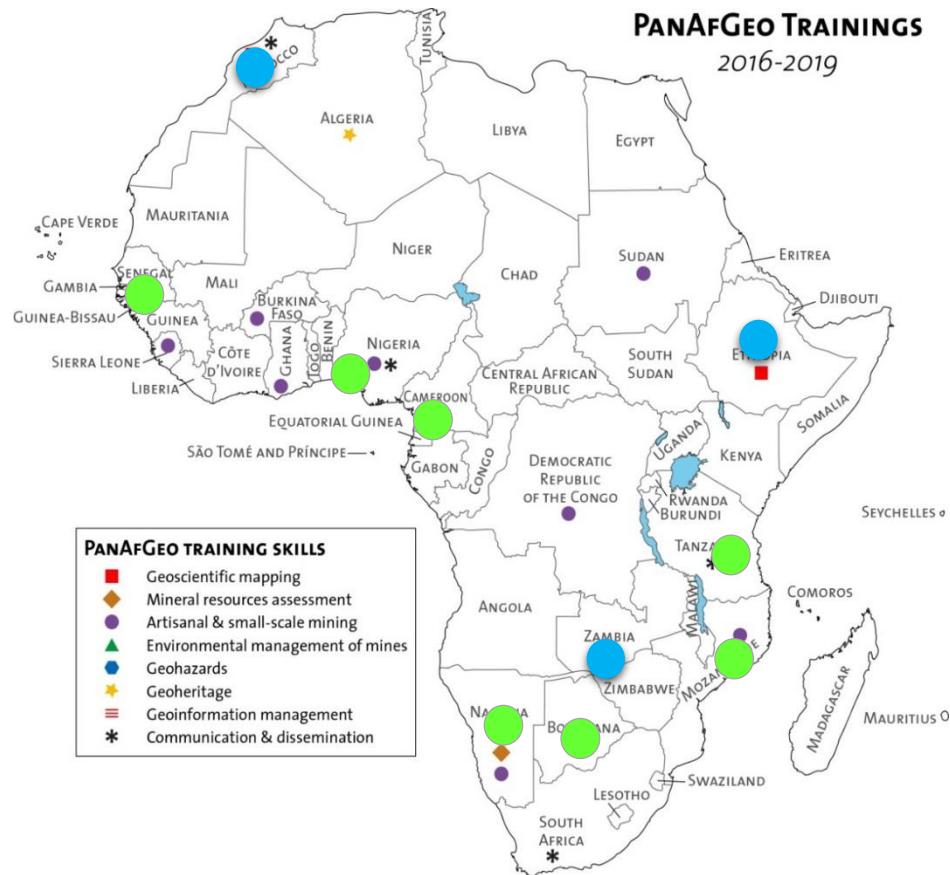 PanAfGeo Trainings
2016-2019
Tunisia
Algeria
Libya
Egypt
Cape Verde
Mauritania
Mali
Niger
Chad
Sudan
Eritrea
Djibouti
Senegal
Gambia
Guinea-Bissau
Guinea
Sierra Leone
Liberia
Côte
d'Ivoire
Burkina
Faso
Ghana
Togo
Benin
Nigeria
Cameroon
Central African
Republic
South
Sudan
Somalia
Equatorial Guinea
São Tomé and Príncipe
Gabon
Congo
Democratic
Republic
of the Congo
Uganda
Kenya
Rwanda
Burundi
Seychelles
Comoros
Angola
Zambia
Malawi
Zimbabwe
Madagascar
Mauritius
Swaziland
Lesotho
South
Africa
PanAfGeo training skills
Geoscientific mapping
Mineral resources assessment
Artisanal & small-scale mining
Environmental management of mines
Geohazards
Geoheritage
Geoinformation management
Communication & dissemination